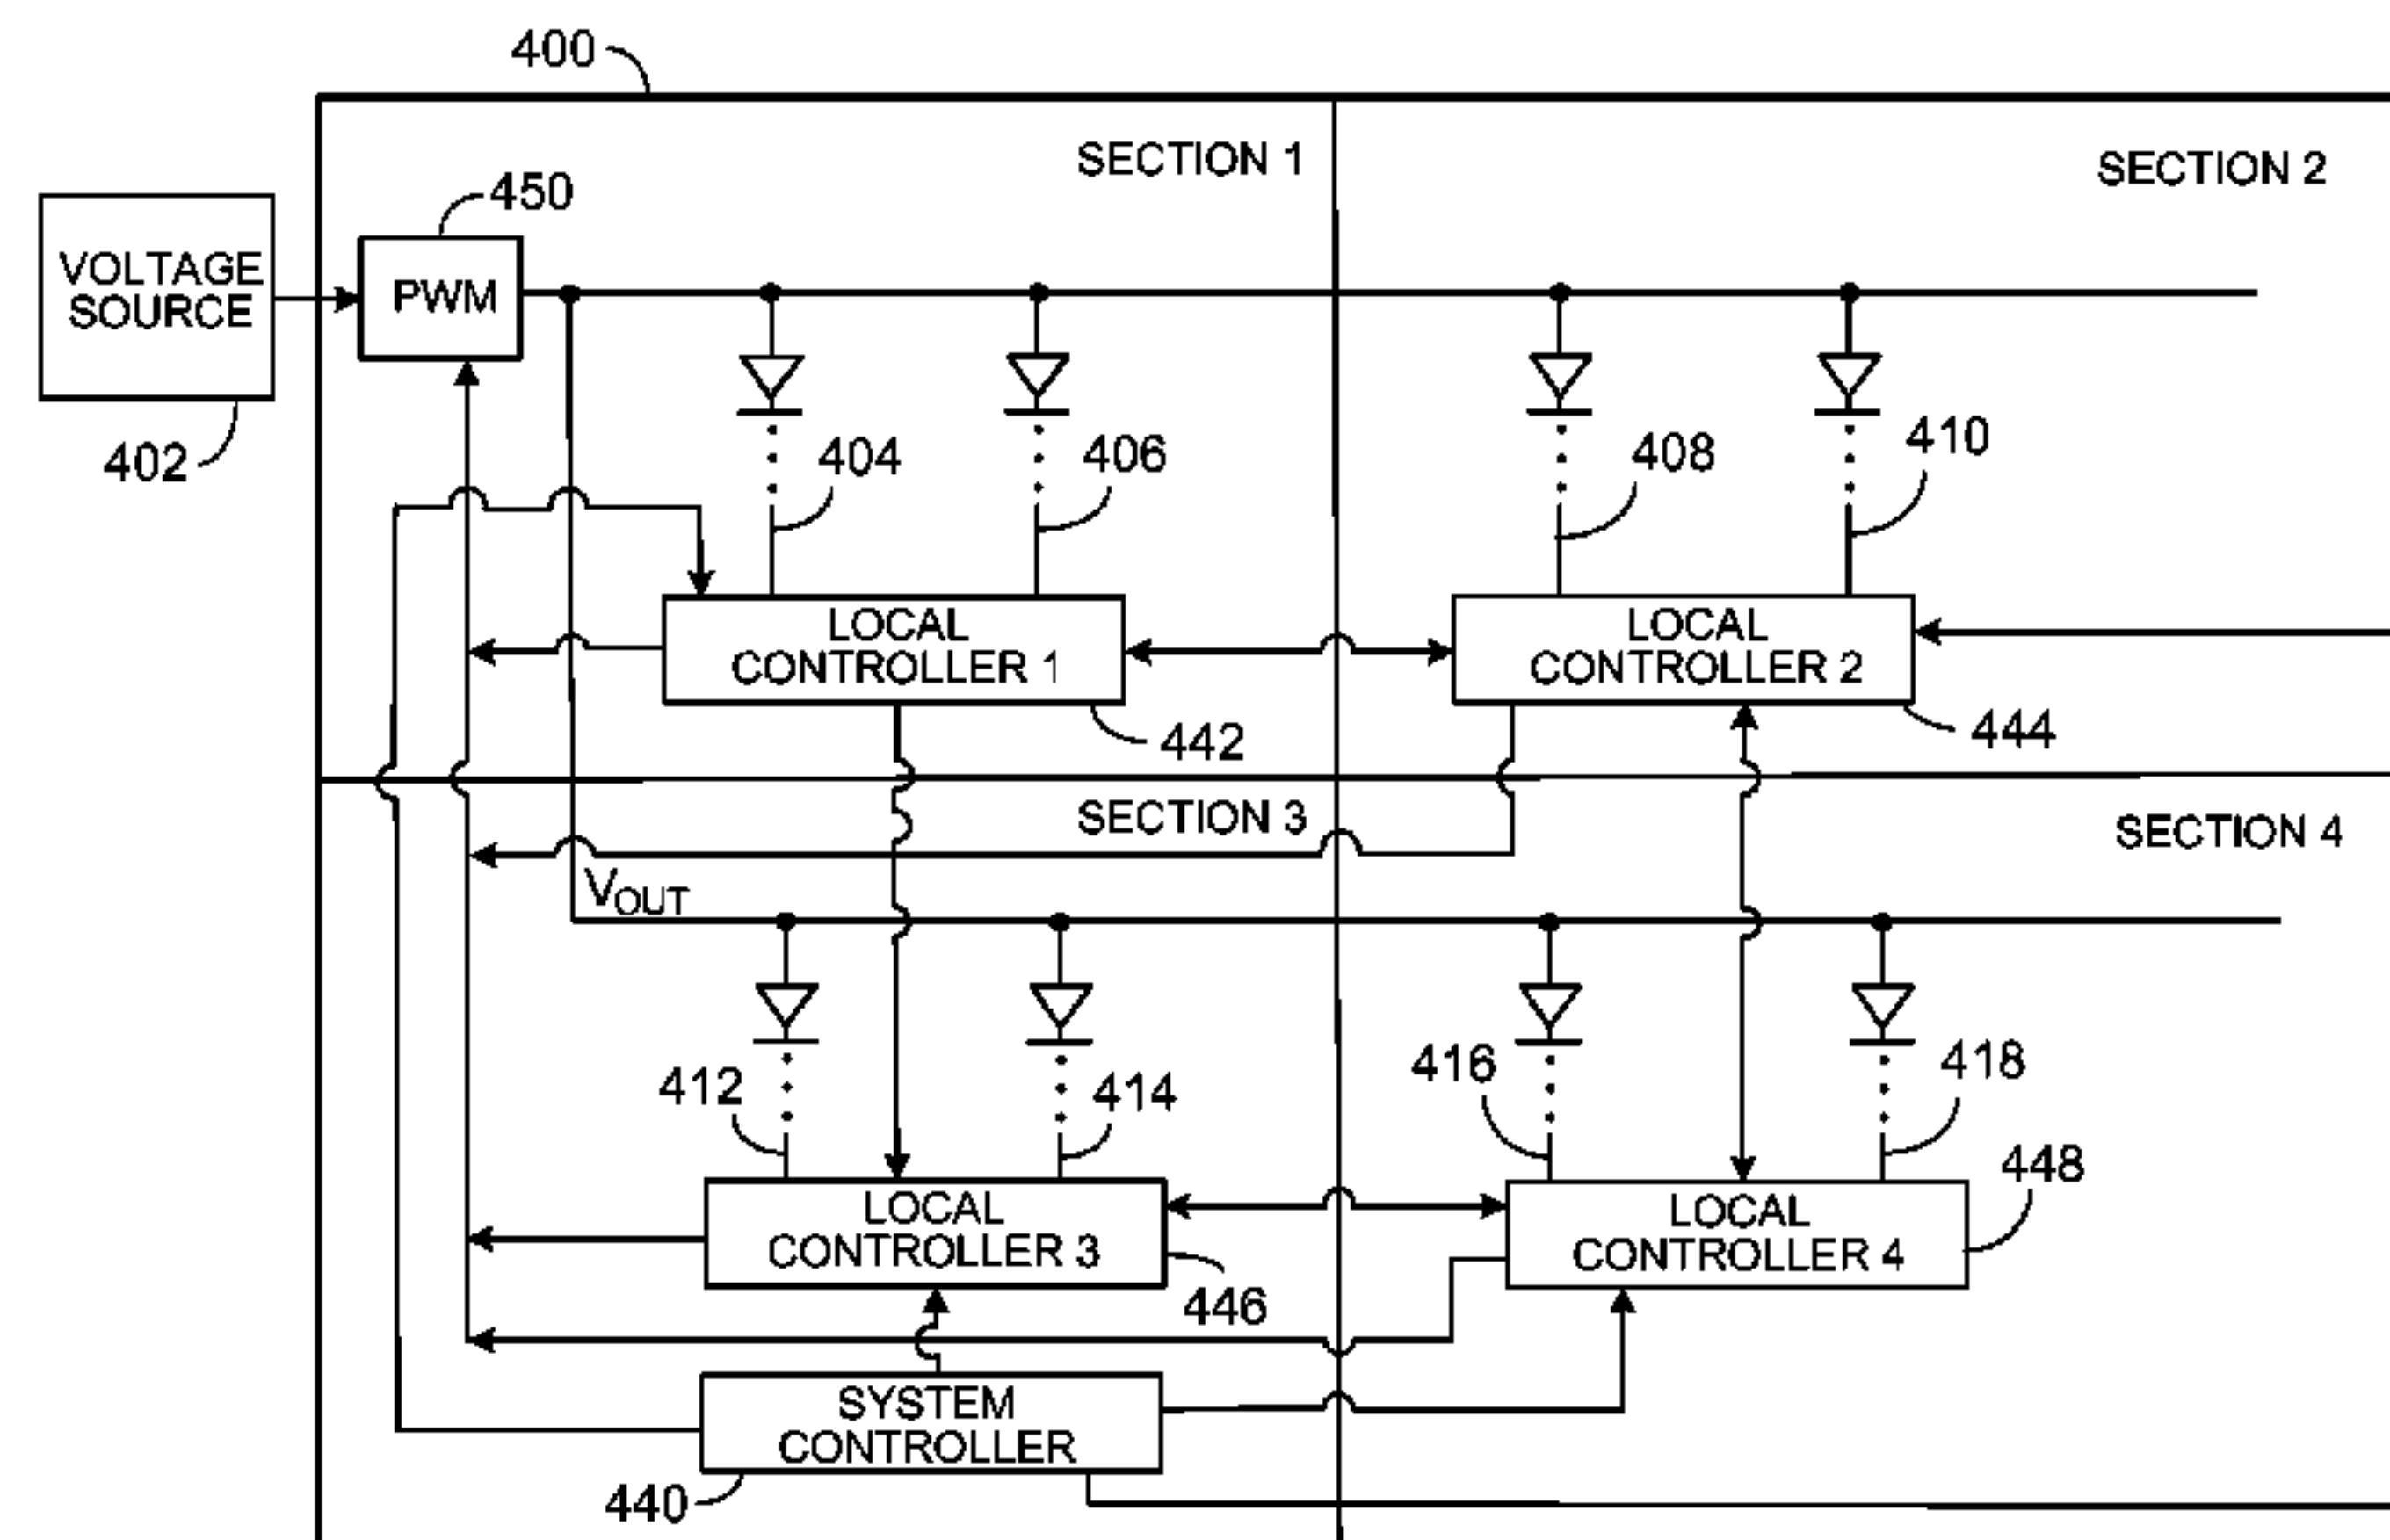 400
SECTION 1
SECTION 2
450
VOLTAGE
SOURCE
PWM
402
404
406
408
410
LOCAL
CONTROLLER 1
LOCAL
CONTROLLER 2
442
444
SECTION 3
SECTION 4
VOUT
412
414
416
418
448
LOCAL
CONTROLLER 3
LOCAL
CONTROLLER 4
446
SYSTEM
CONTROLLER
440